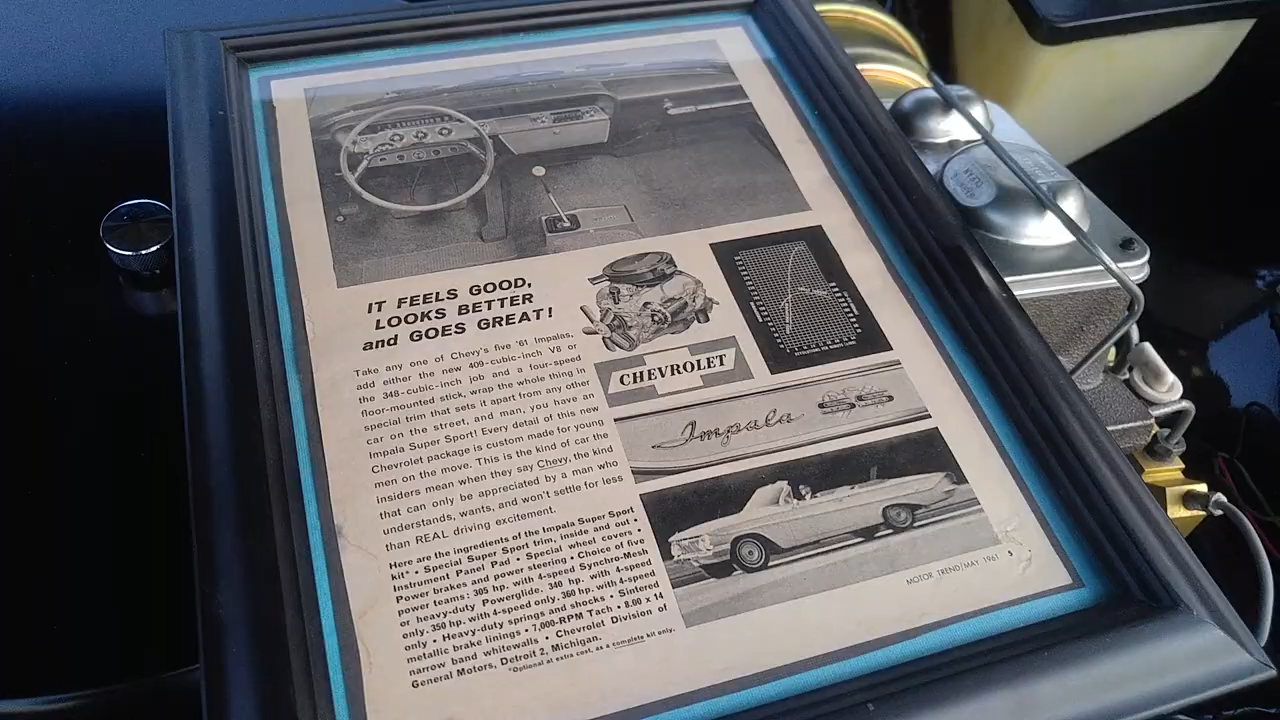 IT FEELS GOOD,
LOOKS BETTER
and GOES GREAT!
Take any one of Chevy's five '61 Impalas,
add either the new 409-cubic-inch V8 or
the 348-cubic-inch job and a four-speed
floor-mounted stick, wrap the whole thing in
special trim that sets it apart from any other
car on the street, and man, you have an
Impala Super Sport! Every detail of this new
Chevrolet package is custom made for young
men on the move. This is the kind of car the
insiders mean when they say Chevy, the kind
that can only be appreciated by a man who
understands, wants, and won't settle for less
than REAL driving excitement.
Here are the ingredients of the Impala Super Sport
kit* • Special Super Sport trim, inside and out •
Instrument Panel Pad • Special wheel covers •
Power brakes and power steering • Choice of five
power teams: 305 hp. with 4-speed Synchro-Mesh
or heavy-duty Powerglide. 340 hp. with 4-speed
only. 350 hp. with 4-speed only. 360 hp. with 4-speed
only • Heavy-duty springs and shocks • Sintered
metallic brake linings • 7,000-RPM Tach • 8.00 x 14
narrow band whitewalls • Chevrolet Division of
General Motors, Detroit 2, Michigan.
*Optional at extra cost, as a complete kit only.
REVOLUTIONS PER MINUTE (100S)
CHEVROLET
Impala
MOTOR TREND/MAY 1961 5